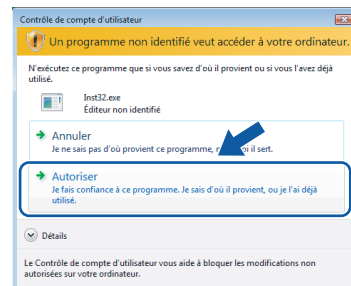 Contrôle de compte d'utilisateur
Un programme non identifié veut accéder à votre ordinateur.
N'exécutez ce programme que si vous savez d'où il provient ou si vous l'avez déjà
utilisé.
Inst32.exe
Éditeur non identifié
Annuler
Je ne sais pas d'où provient ce programme, il sert.
Autoriser
Je fais confiance à ce programme. Je sais d'où il provient, ou je l'ai déjà
utilisé.
Détails
Le Contrôle de compte d'utilisateur vous aide à bloquer les modifications non
autorisées sur votre ordinateur.